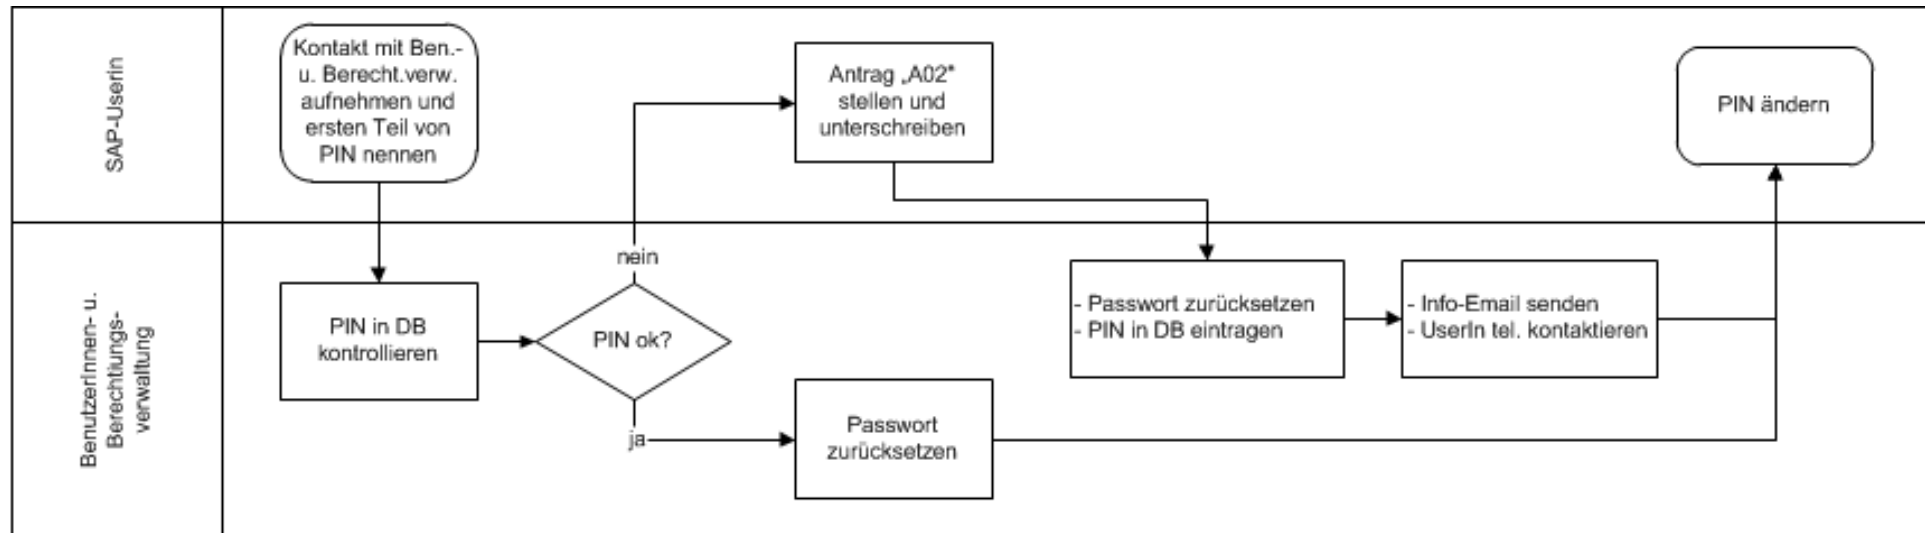 SAP-Userin
Kontakt mit Ben.-
u. Berecht.verw.
aufnehmen und
ersten Teil von
PIN nennen
Antrag „A02“
stellen und
unterschreiben
PIN ändern
BenutzerInnen- u.
Berechtiungs-
verwaltung
PIN in DB
kontrollieren
nein
PIN ok?
ja
Passwort
zurücksetzen
- Passwort zurücksetzen
- PIN in DB eintragen
- Info-Email senden
- UserIn tel. kontaktieren